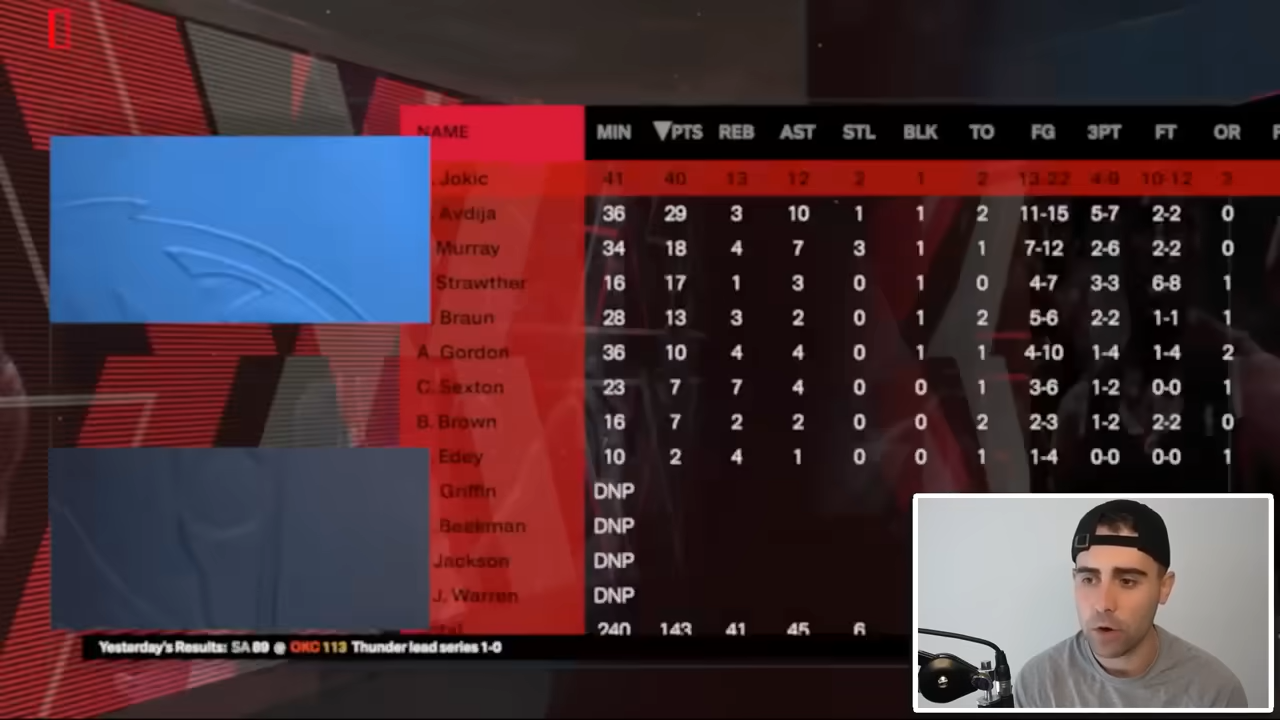 NAME MIN ▼PTS REB AST STL BLK TO FG 3PT FT OR
. Jokic 41 40 13 12 2 1 2 13-22 4-9 10-12 3
. Avdija 36 29 3 10 1 1 2 11-15 5-7 2-2 0
Murray 34 18 4 7 3 1 1 7-12 2-6 2-2 0
Strawther 16 17 1 3 0 1 0 4-7 3-3 6-8 1
. Braun 28 13 3 2 0 1 2 5-6 2-2 1-1 1
A. Gordon 36 10 4 4 0 1 1 4-10 1-4 1-4 2
C. Sexton 23 7 7 4 0 0 1 3-6 1-2 0-0 1
B. Brown 16 7 2 2 0 0 2 2-3 1-2 2-2 0
. Edey 10 2 4 1 0 0 1 1-4 0-0 0-0 1
Griffin DNP
Beekman DNP
Jackson DNP
J. Warren DNP
240 143 41 45 6
Yesterday's Results: SA 89 @ OKC 113 Thunder lead series 1-0